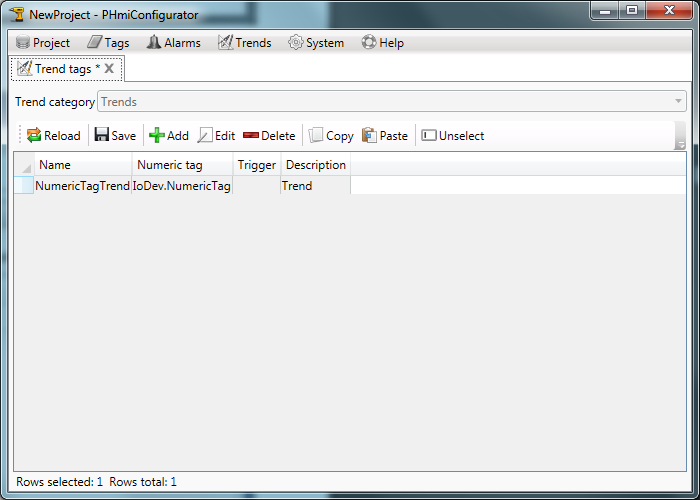 NewProject - PHmiConfigurator
Project Tags Alarms Trends System Help
Trend tags *
Trend category Trends
Reload Save Add Edit Delete Copy Paste Unselect
Name Numeric tag Trigger Description
NumericTagTrend IoDev.NumericTag Trend
Rows selected: 1 Rows total: 1